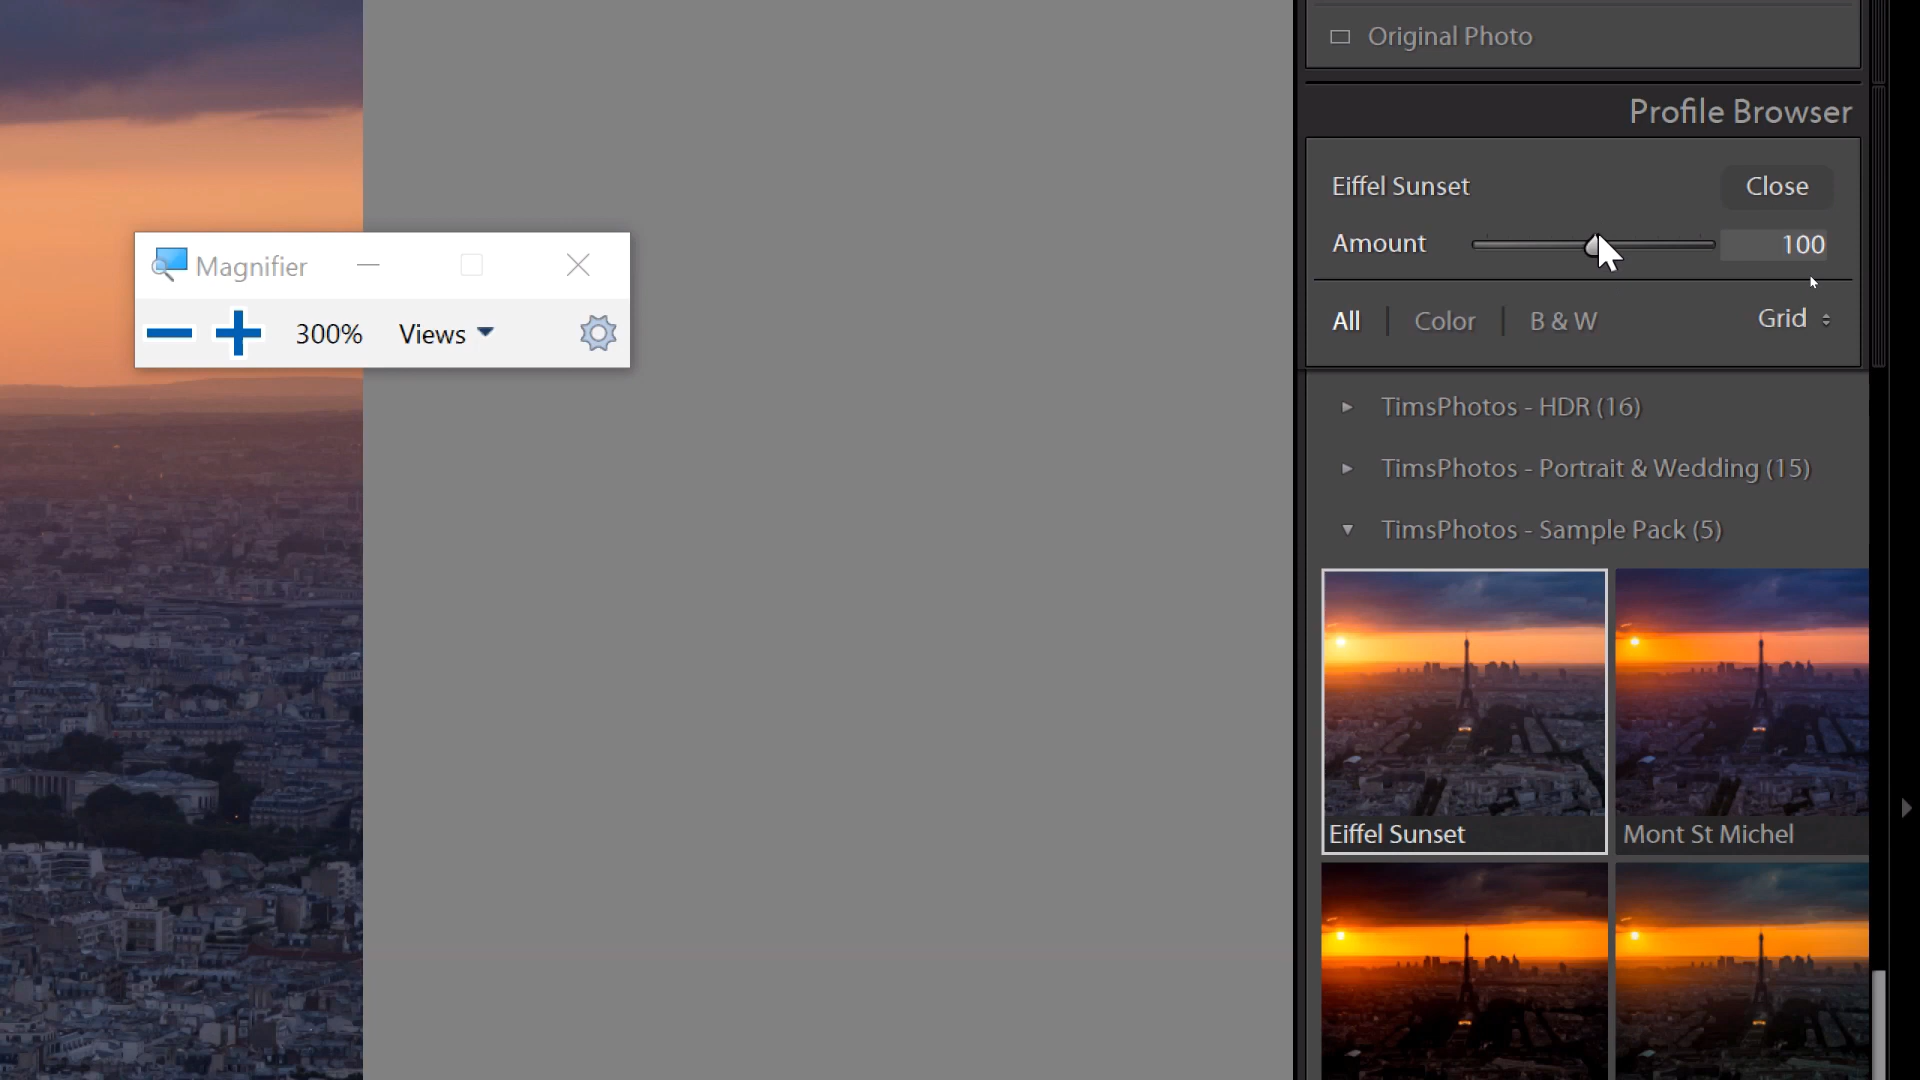 Original Photo
Profile Browser
Eiffel Sunset
Close
Amount
100
All
Color
B & W
Grid
Magnifier
300%
Views
TimsPhotos - HDR (16)
TimsPhotos - Portrait & Wedding (15)
TimsPhotos - Sample Pack (5)
Eiffel Sunset
Mont St Michel